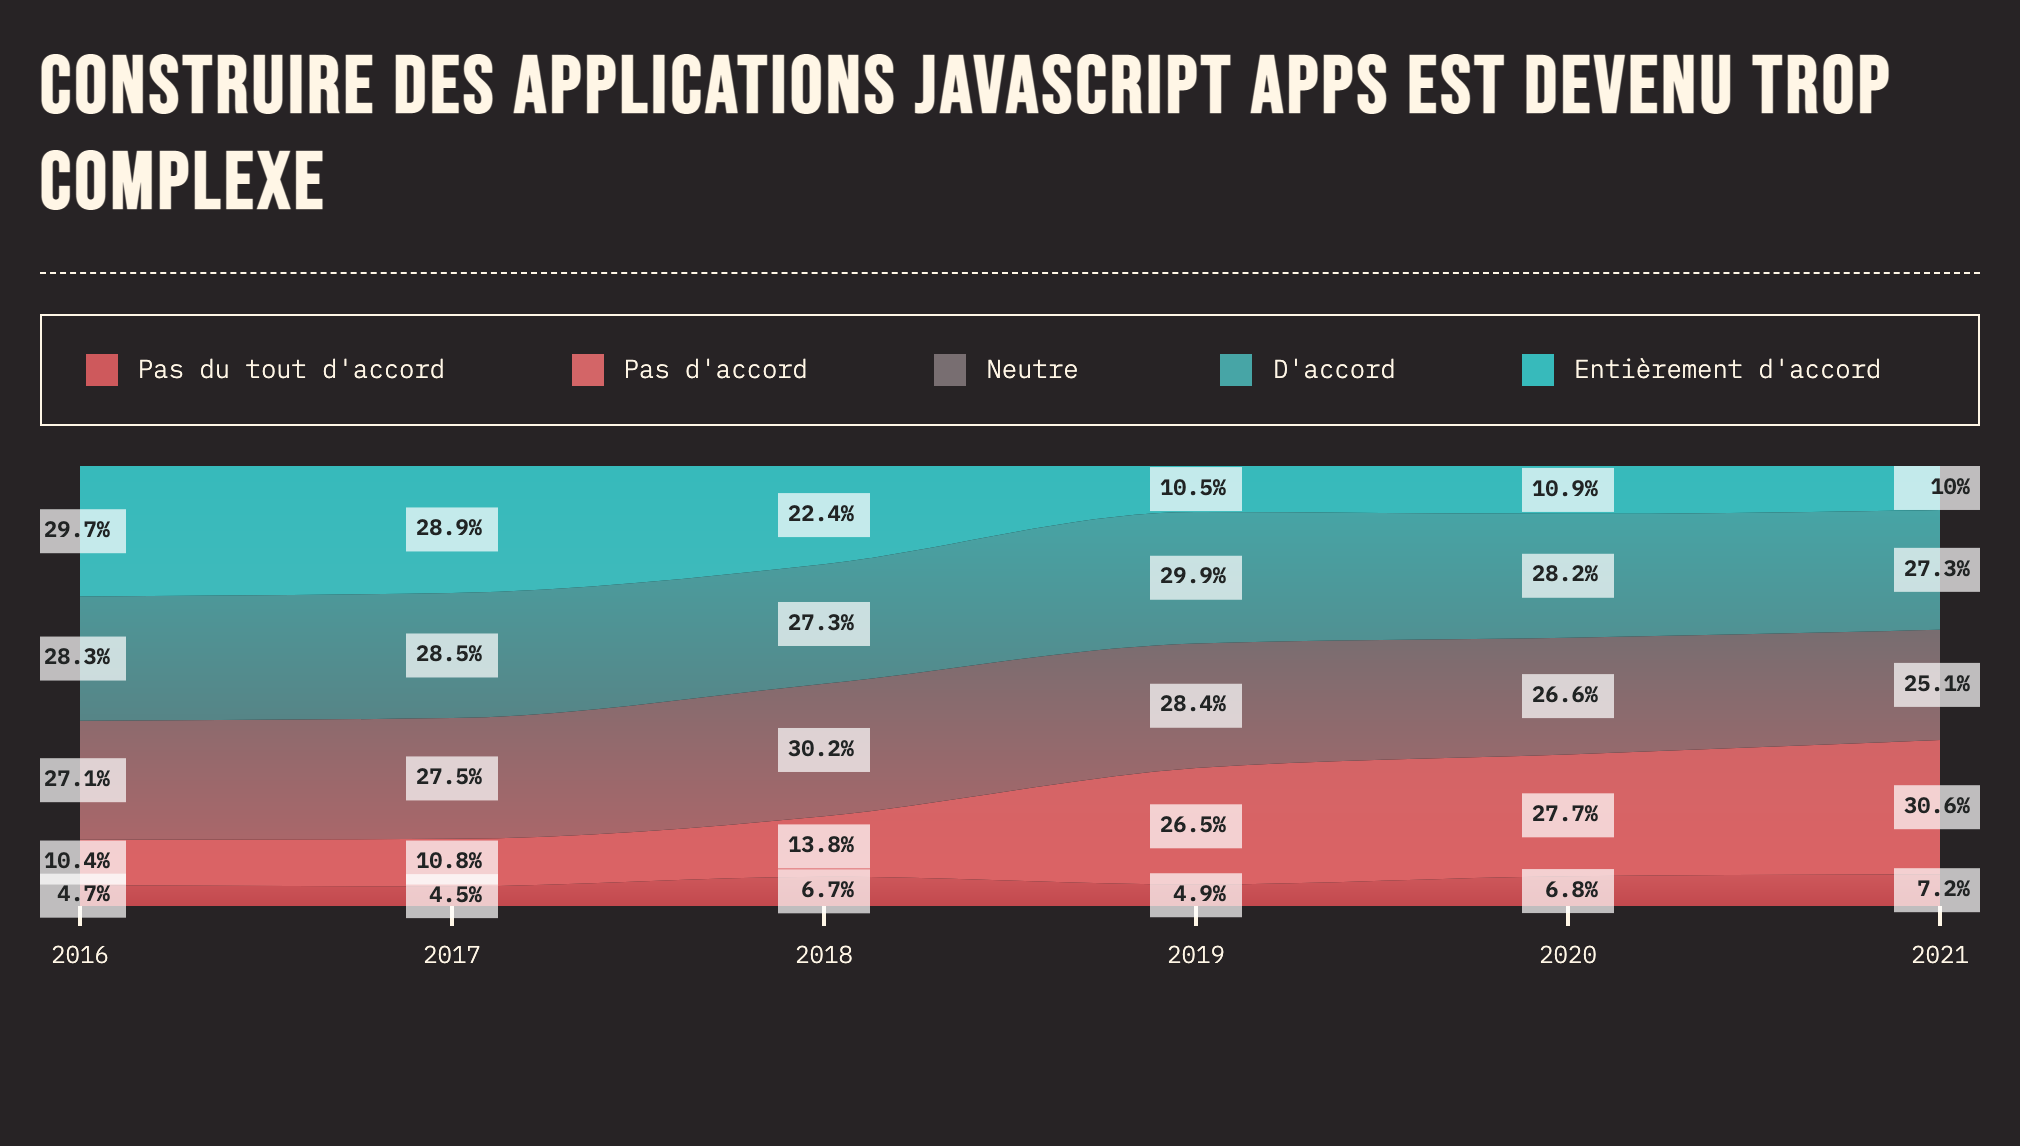 CONSTRUIRE DES APPLICATIONS JAVASCRIPT APPS EST DEVENU TROP
COMPLEXE
Pas du tout d'accord Pas d'accord Neutre D'accord Entièrement d'accord
29.7% 28.9% 22.4% 10.5% 10.9% 10%
28.3% 28.5% 27.3% 29.9% 28.2% 27.3%
27.1% 27.5% 30.2% 28.4% 26.6% 25.1%
10.4% 10.8% 13.8% 26.5% 27.7% 30.6%
4.7% 4.5% 6.7% 4.9% 6.8% 7.2%
2016 2017 2018 2019 2020 2021